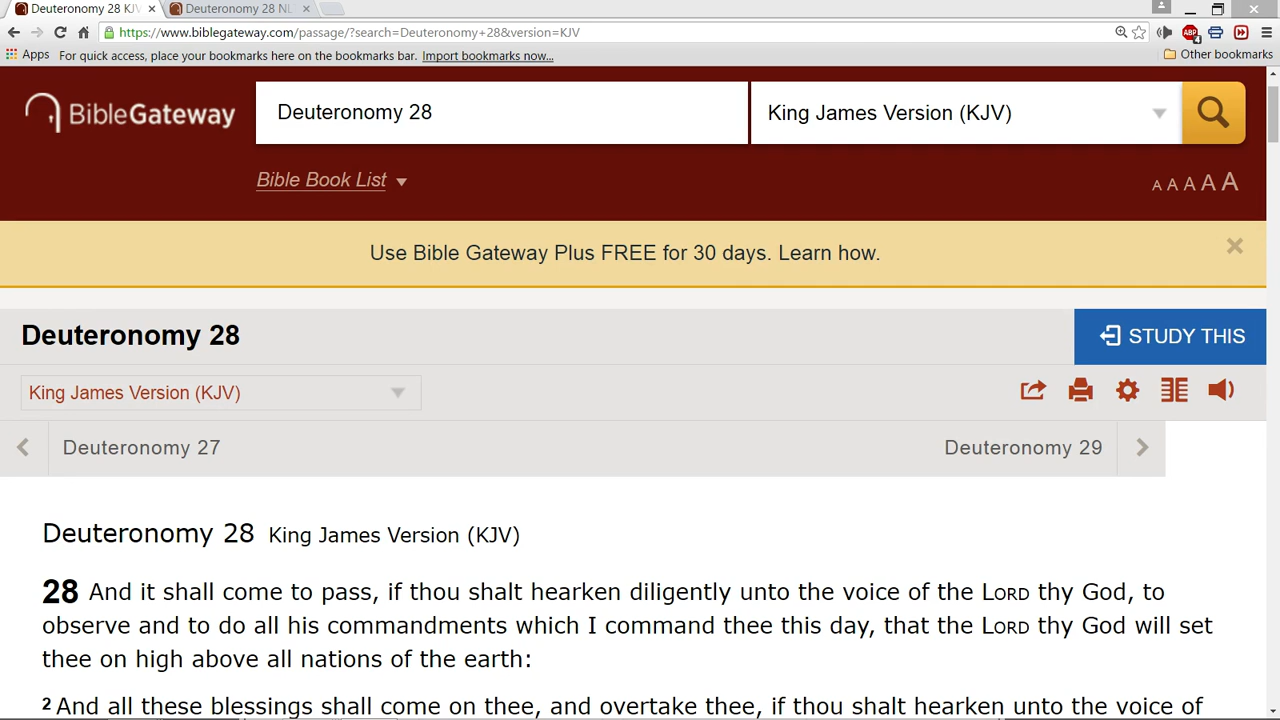 Deuteronomy 28 KJV
Deuteronomy 28 NL
https://www.biblegateway.com/passage/?search=Deuteronomy+28&version=KJV
ABP
4
Apps For quick access, place your bookmarks here on the bookmarks bar. Import bookmarks now...
Other bookmarks
BibleGateway
Deuteronomy 28
King James Version (KJV)
Bible Book List
A A A A A
Use Bible Gateway Plus FREE for 30 days. Learn how.
Deuteronomy 28
STUDY THIS
King James Version (KJV)
Deuteronomy 27
Deuteronomy 29
Deuteronomy 28 King James Version (KJV)
28 And it shall come to pass, if thou shalt hearken diligently unto the voice of the LORD thy God, to
observe and to do all his commandments which I command thee this day, that the LORD thy God will set
thee on high above all nations of the earth:
2 And all these blessings shall come on thee, and overtake thee, if thou shalt hearken unto the voice of